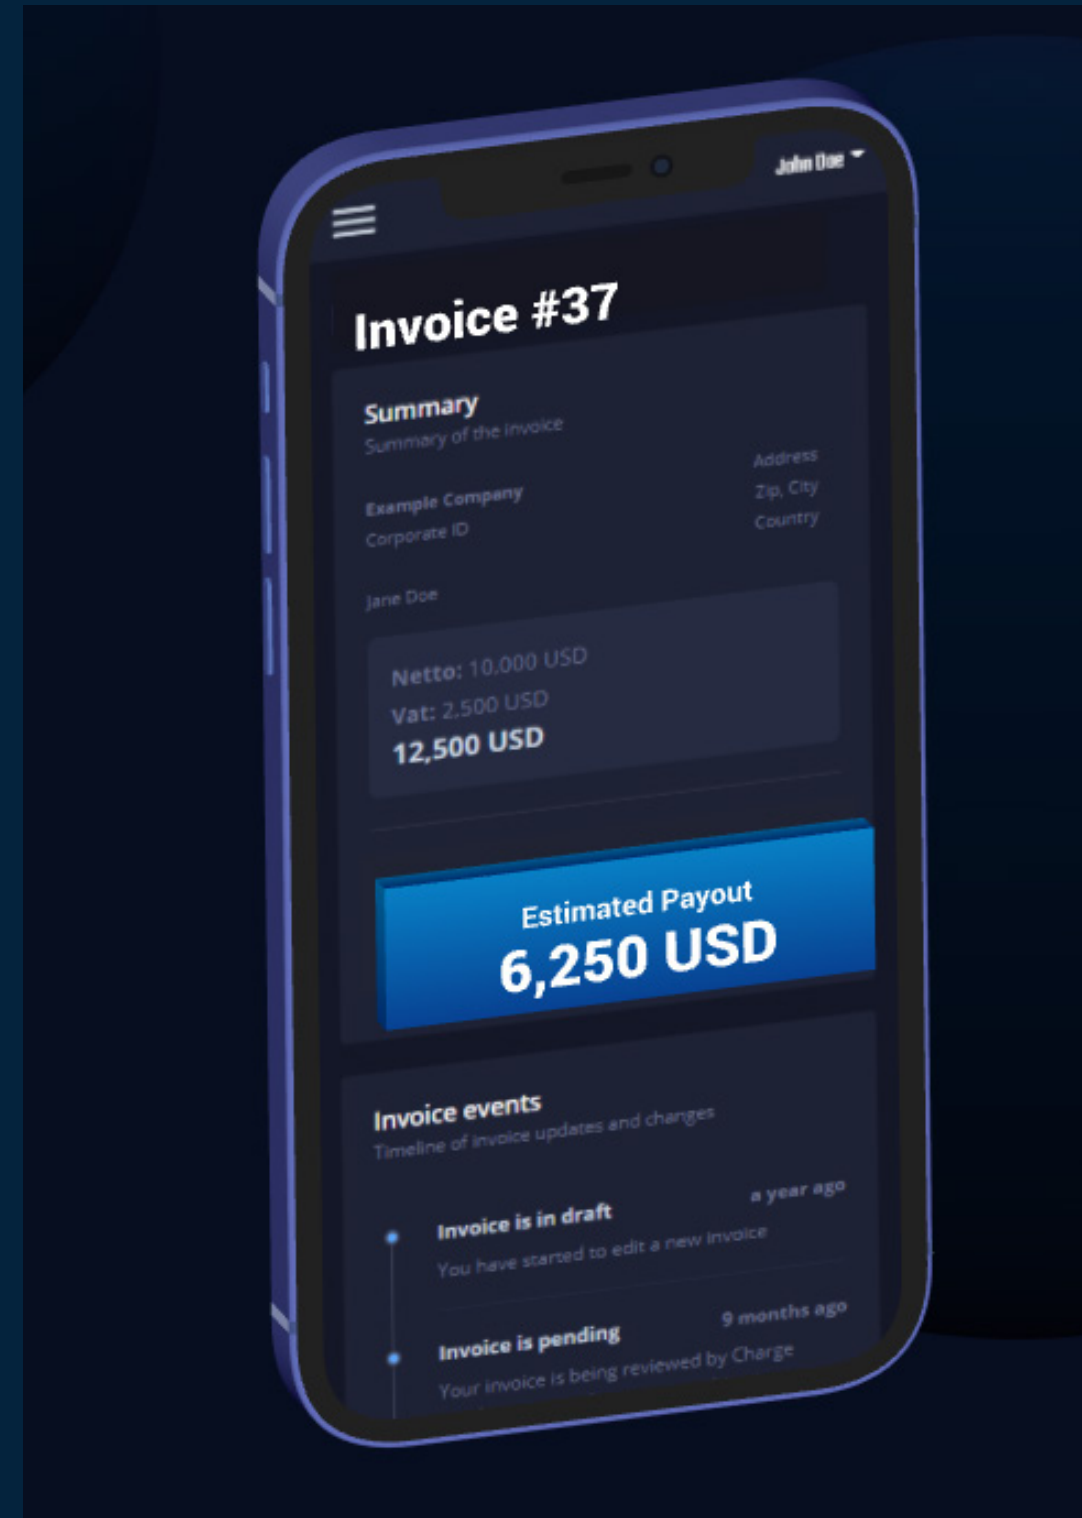 John Doe
Invoice #37
Summary
Summary of the invoice
Example Company
Corporate ID
Address
Zip, City
Country
Jane Doe
Netto: 10,000 USD
Vat: 2,500 USD
12,500 USD
Estimated Payout
6,250 USD
Invoice events
Timeline of invoice updates and changes
Invoice is in draft
a year ago
You have started to edit a new invoice
Invoice is pending
9 months ago
Your invoice is being reviewed by Charge